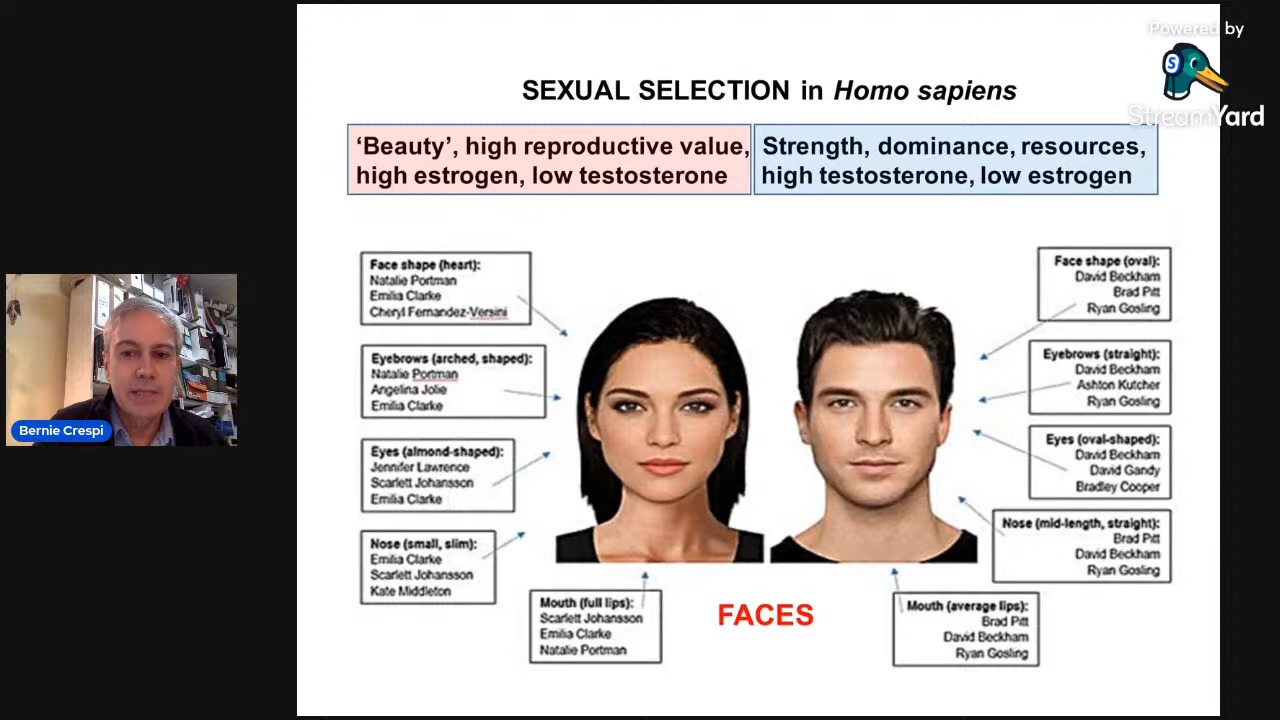 Powered by
StreamYard
SEXUAL SELECTION in Homo sapiens
‘Beauty’, high reproductive value,
high estrogen, low testosterone
Strength, dominance, resources,
high testosterone, low estrogen
Face shape (heart):
Natalie Portman
Emilia Clarke
Cheryl Fernandez-Versini
Eyebrows (arched, shaped):
Natalie Portman
Angelina Jolie
Emilia Clarke
Eyes (almond-shaped):
Jennifer Lawrence
Scarlett Johansson
Emilia Clarke
Nose (small, slim):
Emilia Clarke
Scarlett Johansson
Kate Middleton
Mouth (full lips):
Scarlett Johansson
Emilia Clarke
Natalie Portman
FACES
Face shape (oval):
David Beckham
Brad Pitt
Ryan Gosling
Eyebrows (straight):
David Beckham
Ashton Kutcher
Ryan Gosling
Eyes (oval-shaped):
David Beckham
David Gandy
Bradley Cooper
Nose (mid-length, straight):
Brad Pitt
David Beckham
Ryan Gosling
Mouth (average lips):
Brad Pitt
David Beckham
Ryan Gosling
Bernie Crespi